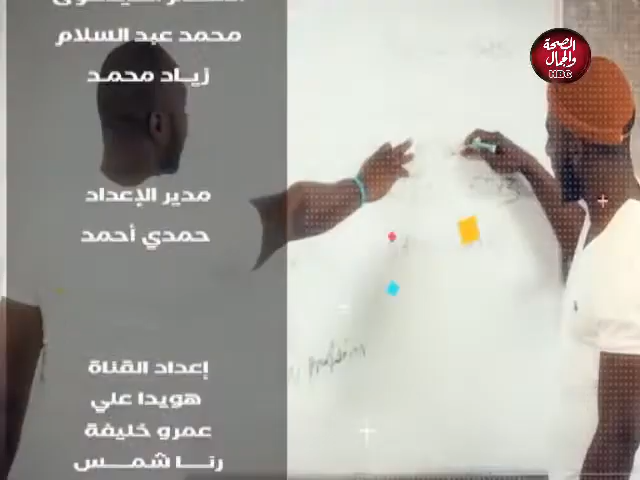 محمد عبد السلام
زياد محمد
مدير الإعداد
حمدي أحمد
إعداد القناة
هويدا علي
عمرو خليفة
رنا شمس
الصحة
والجمال
HBG